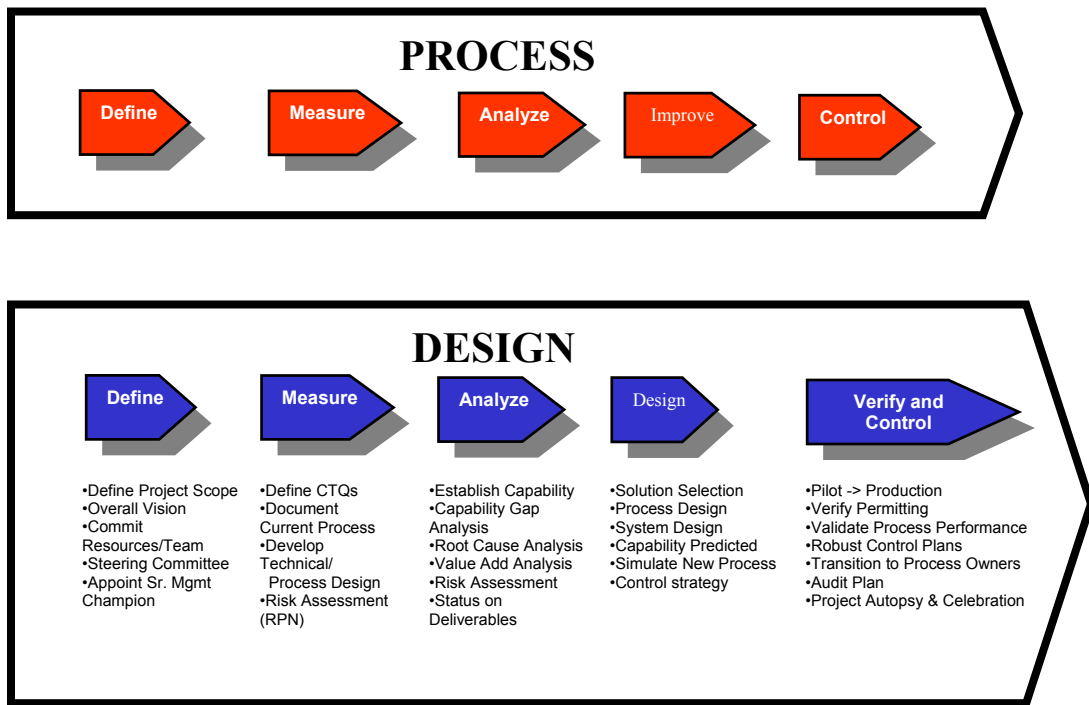 PROCESS
Define
Measure
Analyze
Improve
Control
DESIGN
Define
Measure
Analyze
Design
Verify and
Control
•Define Project Scope
•Overall Vision
•Commit
Resources/Team
•Steering Committee
•Appoint Sr. Mgmt
Champion
•Define CTQs
•Document
Current Process
•Develop
Technical/
Process Design
•Risk Assessment
(RPN)
•Establish Capability
•Capability Gap
Analysis
•Root Cause Analysis
•Value Add Analysis
•Risk Assessment
•Status on
Deliverables
•Solution Selection
•Process Design
•System Design
•Capability Predicted
•Simulate New Process
•Control strategy
•Pilot -> Production
•Verify Permitting
•Validate Process Performance
•Robust Control Plans
•Transition to Process Owners
•Audit Plan
•Project Autopsy & Celebration